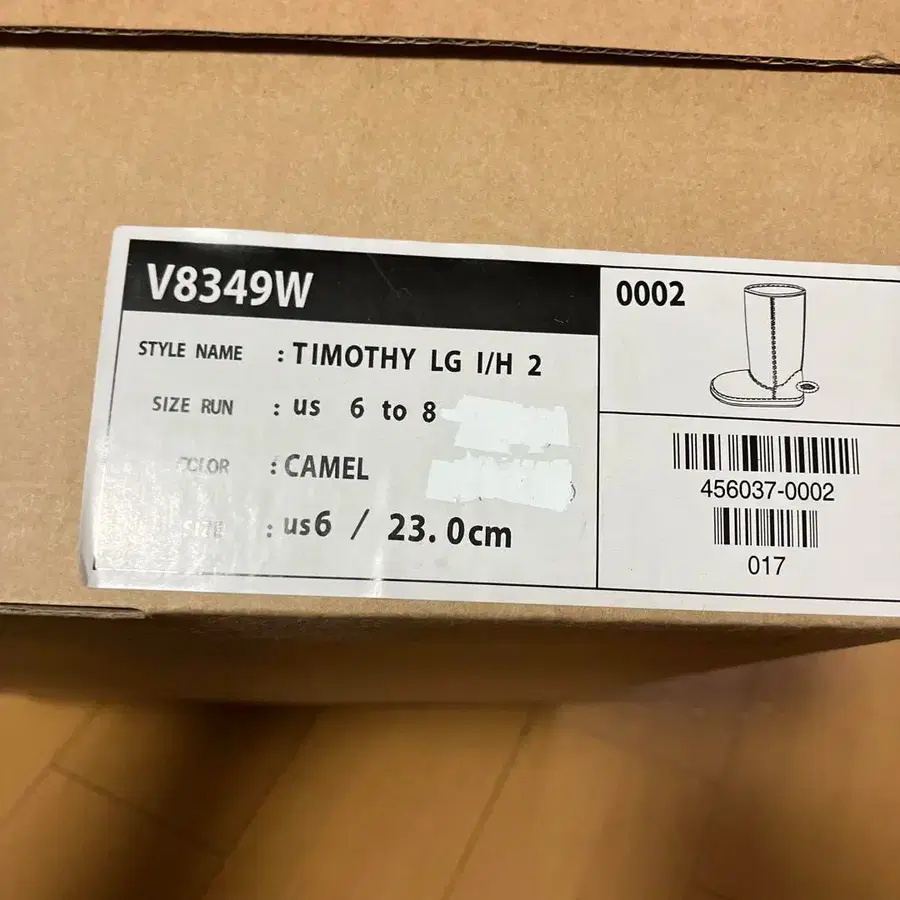 V8349W
0002
STYLE NAME : TIMOTHY LG I/H 2
SIZE RUN : us 6 to 8
COLOR : CAMEL
SIZE : us6 / 23.0cm
456037-0002
017